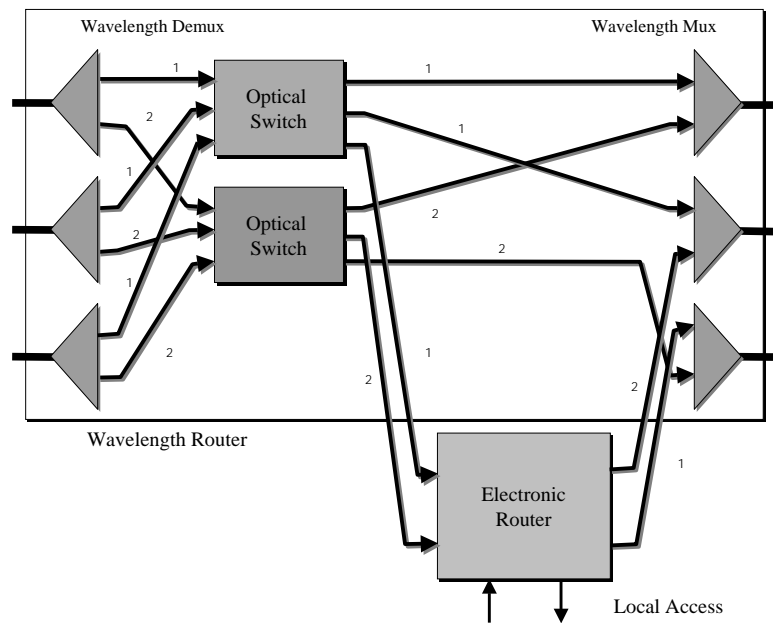 Wavelength Demux
Wavelength Mux
1
1
Optical
Switch
2
1
1
2
2
Optical
Switch
2
1
2
2
1
2
Wavelength Router
2
1
Electronic
Router
Local Access